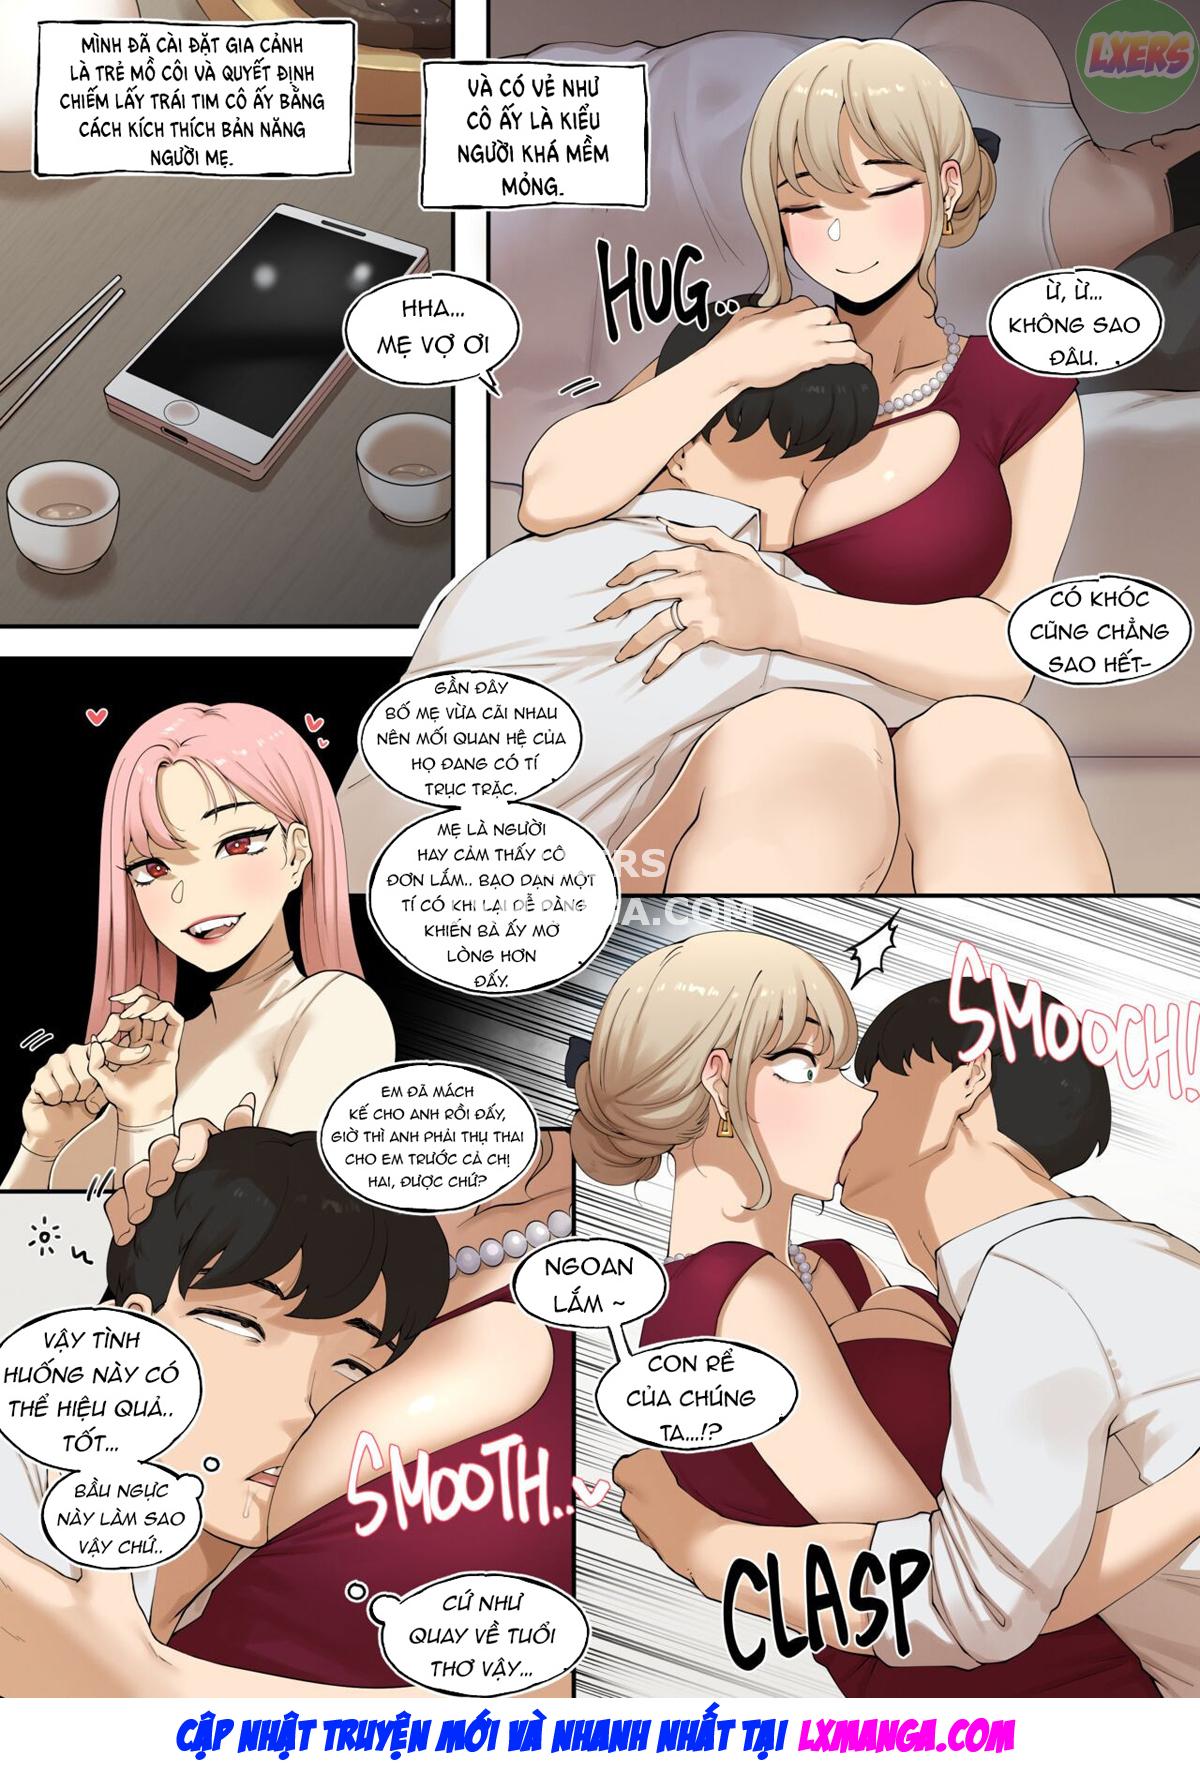 LXERS
MÌNH ĐÃ CÀI ĐẶT GIA CẢNH
LÀ TRẺ MỒ CÔI VÀ QUYẾT ĐỊNH
CHIẾM LẤY TRÁI TIM CÔ ẤY BẰNG
CÁCH KÍCH THÍCH BẢN NĂNG
NGƯỜI MẸ.
VÀ CÓ VẺ NHƯ
CÔ ẤY LÀ KIỂU
NGƯỜI KHÁ MỀM
MỎNG.
HUG..
HHA...
MẸ VỢ ƠI
Ừ, Ừ...
KHÔNG SAO
ĐÂU.
CÓ KHÓC
CŨNG CHẲNG
SAO HẾT~
GẦN ĐÂY
BỐ MẸ VỪA CÃI NHAU
NÊN MỐI QUAN HỆ CỦA
HỌ ĐANG CÓ TÍ
TRỤC TRẶC.
MẸ LÀ NGƯỜI
HAY CẢM THẤY CÔ
ĐƠN LẮM.. BẠO DẠN MỘT
TÍ CÓ KHI LẠI DỄ DÀNG
KHIẾN BÀ ẤY MỞ
LÒNG HƠN
ĐẤY.
ERS
A.COM
EM ĐÃ MÁCH
KẾ CHO ANH RỒI ĐẤY,
GIỜ THÌ ANH PHẢI THỤ THAI
CHO EM TRƯỚC CẢ CHỊ
HAI, ĐƯỢC CHỨ?
SMOOCH!!
VẬY TÌNH
HUỐNG NÀY CÓ
THỂ HIỆU QUẢ..
TỐT...
BẦU NGỰC
NÀY LÀM SAO
VẬY CHỨ..
SMOOTH..
CỨ NHƯ
QUAY VỀ TUỔI
THƠ VẬY...
NGOAN
LẮM ~
CON RỂ
CỦA CHÚNG
TA...!?
CLASP
CẬP NHẬT TRUYỆN MỚI VÀ NHANH NHẤT TẠI LXMANGA.COM